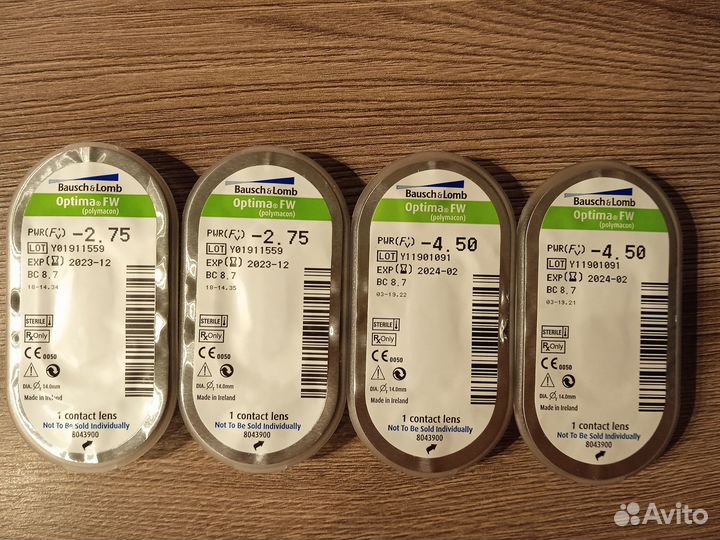 Bausch & Lomb
Optima® FW
(polymacon)
PWR(Fv) -2.75
LOT Y01911559
EXP 2023-12
BC 8.7
18-14.34
STERILE
Rx Only
CE 0050
DIA. Ø, 14.0mm
Made in Ireland
1 contact lens
Not To Be Sold Individually
8043900
Bausch & Lomb
Optima® FW
(polymacon)
PWR(Fv) -2.75
LOT Y01911559
EXP 2023-12
BC 8.7
18-14.35
STERILE
Rx Only
CE 0050
DIA. Ø, 14.0mm
Made in Ireland
1 contact lens
Not To Be Sold Individually
8043900
Bausch & Lomb
Optima® FW
(polymacon)
PWR(Fv) -4.50
LOT Y11901091
EXP 2024-02
BC 8.7
03-19.22
STERILE
Rx Only
CE 0050
DIA. Ø, 14.0mm
Made in Ireland
1 contact lens
Not To Be Sold Individually
8043900
Bausch & Lomb
Optima® FW
(polymacon)
PWR(Fv) -4.50
LOT Y11901091
EXP 2024-02
BC 8.7
03-19.21
STERILE
Rx Only
CE 0050
DIA. Ø, 14.0mm
Made in Ireland
1 contact lens
Not To Be Sold Individually
8043900
Avito